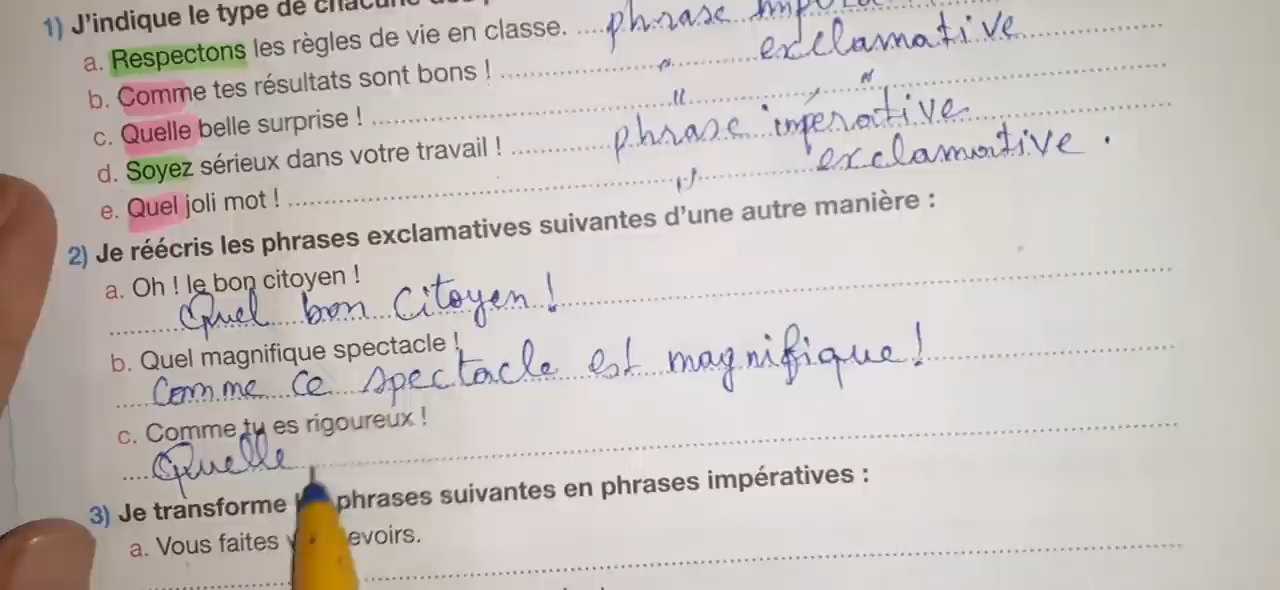 1) J'indique le type de
a. Respectons les règles de vie en classe. ....phrase
b. Comme tes résultats sont bons ! .................. " ............exclamative
c. Quelle belle surprise ! ............................ " .................. "
d. Soyez sérieux dans votre travail ! ............phrase impérative
e. Quel joli mot ! ............................ " ............exclamative.
2) Je réécris les phrases exclamatives suivantes d'une autre manière :
a. Oh ! le bon citoyen !
Quel bon citoyen !
b. Quel magnifique spectacle !
Comme ce spectacle est magnifique !
c. Comme tu es rigoureux !
Quelle
3) Je transforme phrases suivantes en phrases impératives :
a. Vous faites